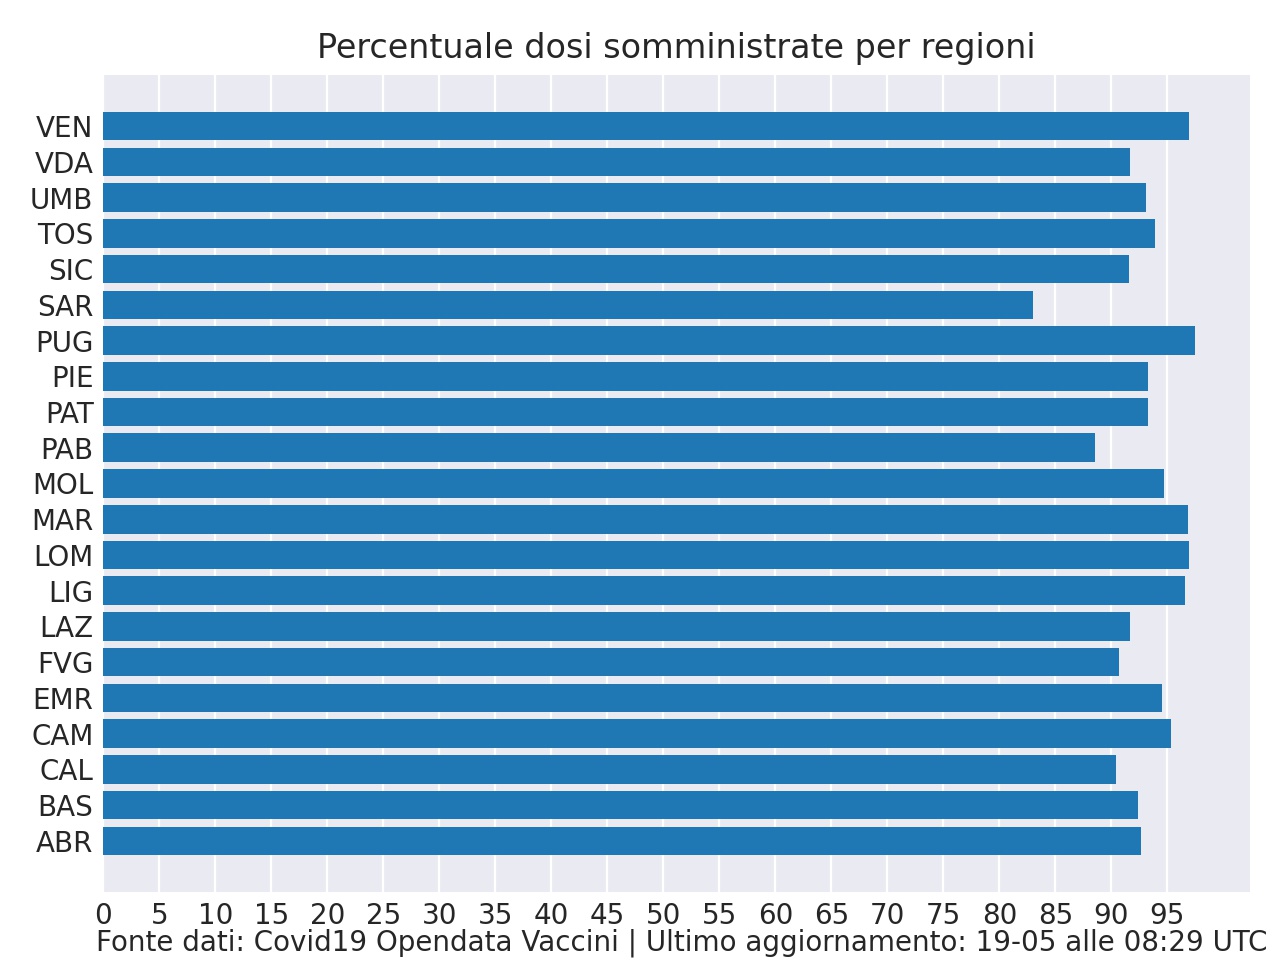 Percentuale dosi somministrate per regioni
VEN
VDA
UMB
TOS
SIC
SAR
PUG
PIE
PAT
PAB
MOL
MAR
LOM
LIG
LAZ
FVG
EMR
CAM
CAL
BAS
ABR
0 5 10 15 20 25 30 35 40 45 50 55 60 65 70 75 80 85 90 95
Fonte dati: Covid19 Opendata Vaccini | Ultimo aggiornamento: 19-05 alle 08:29 UTC